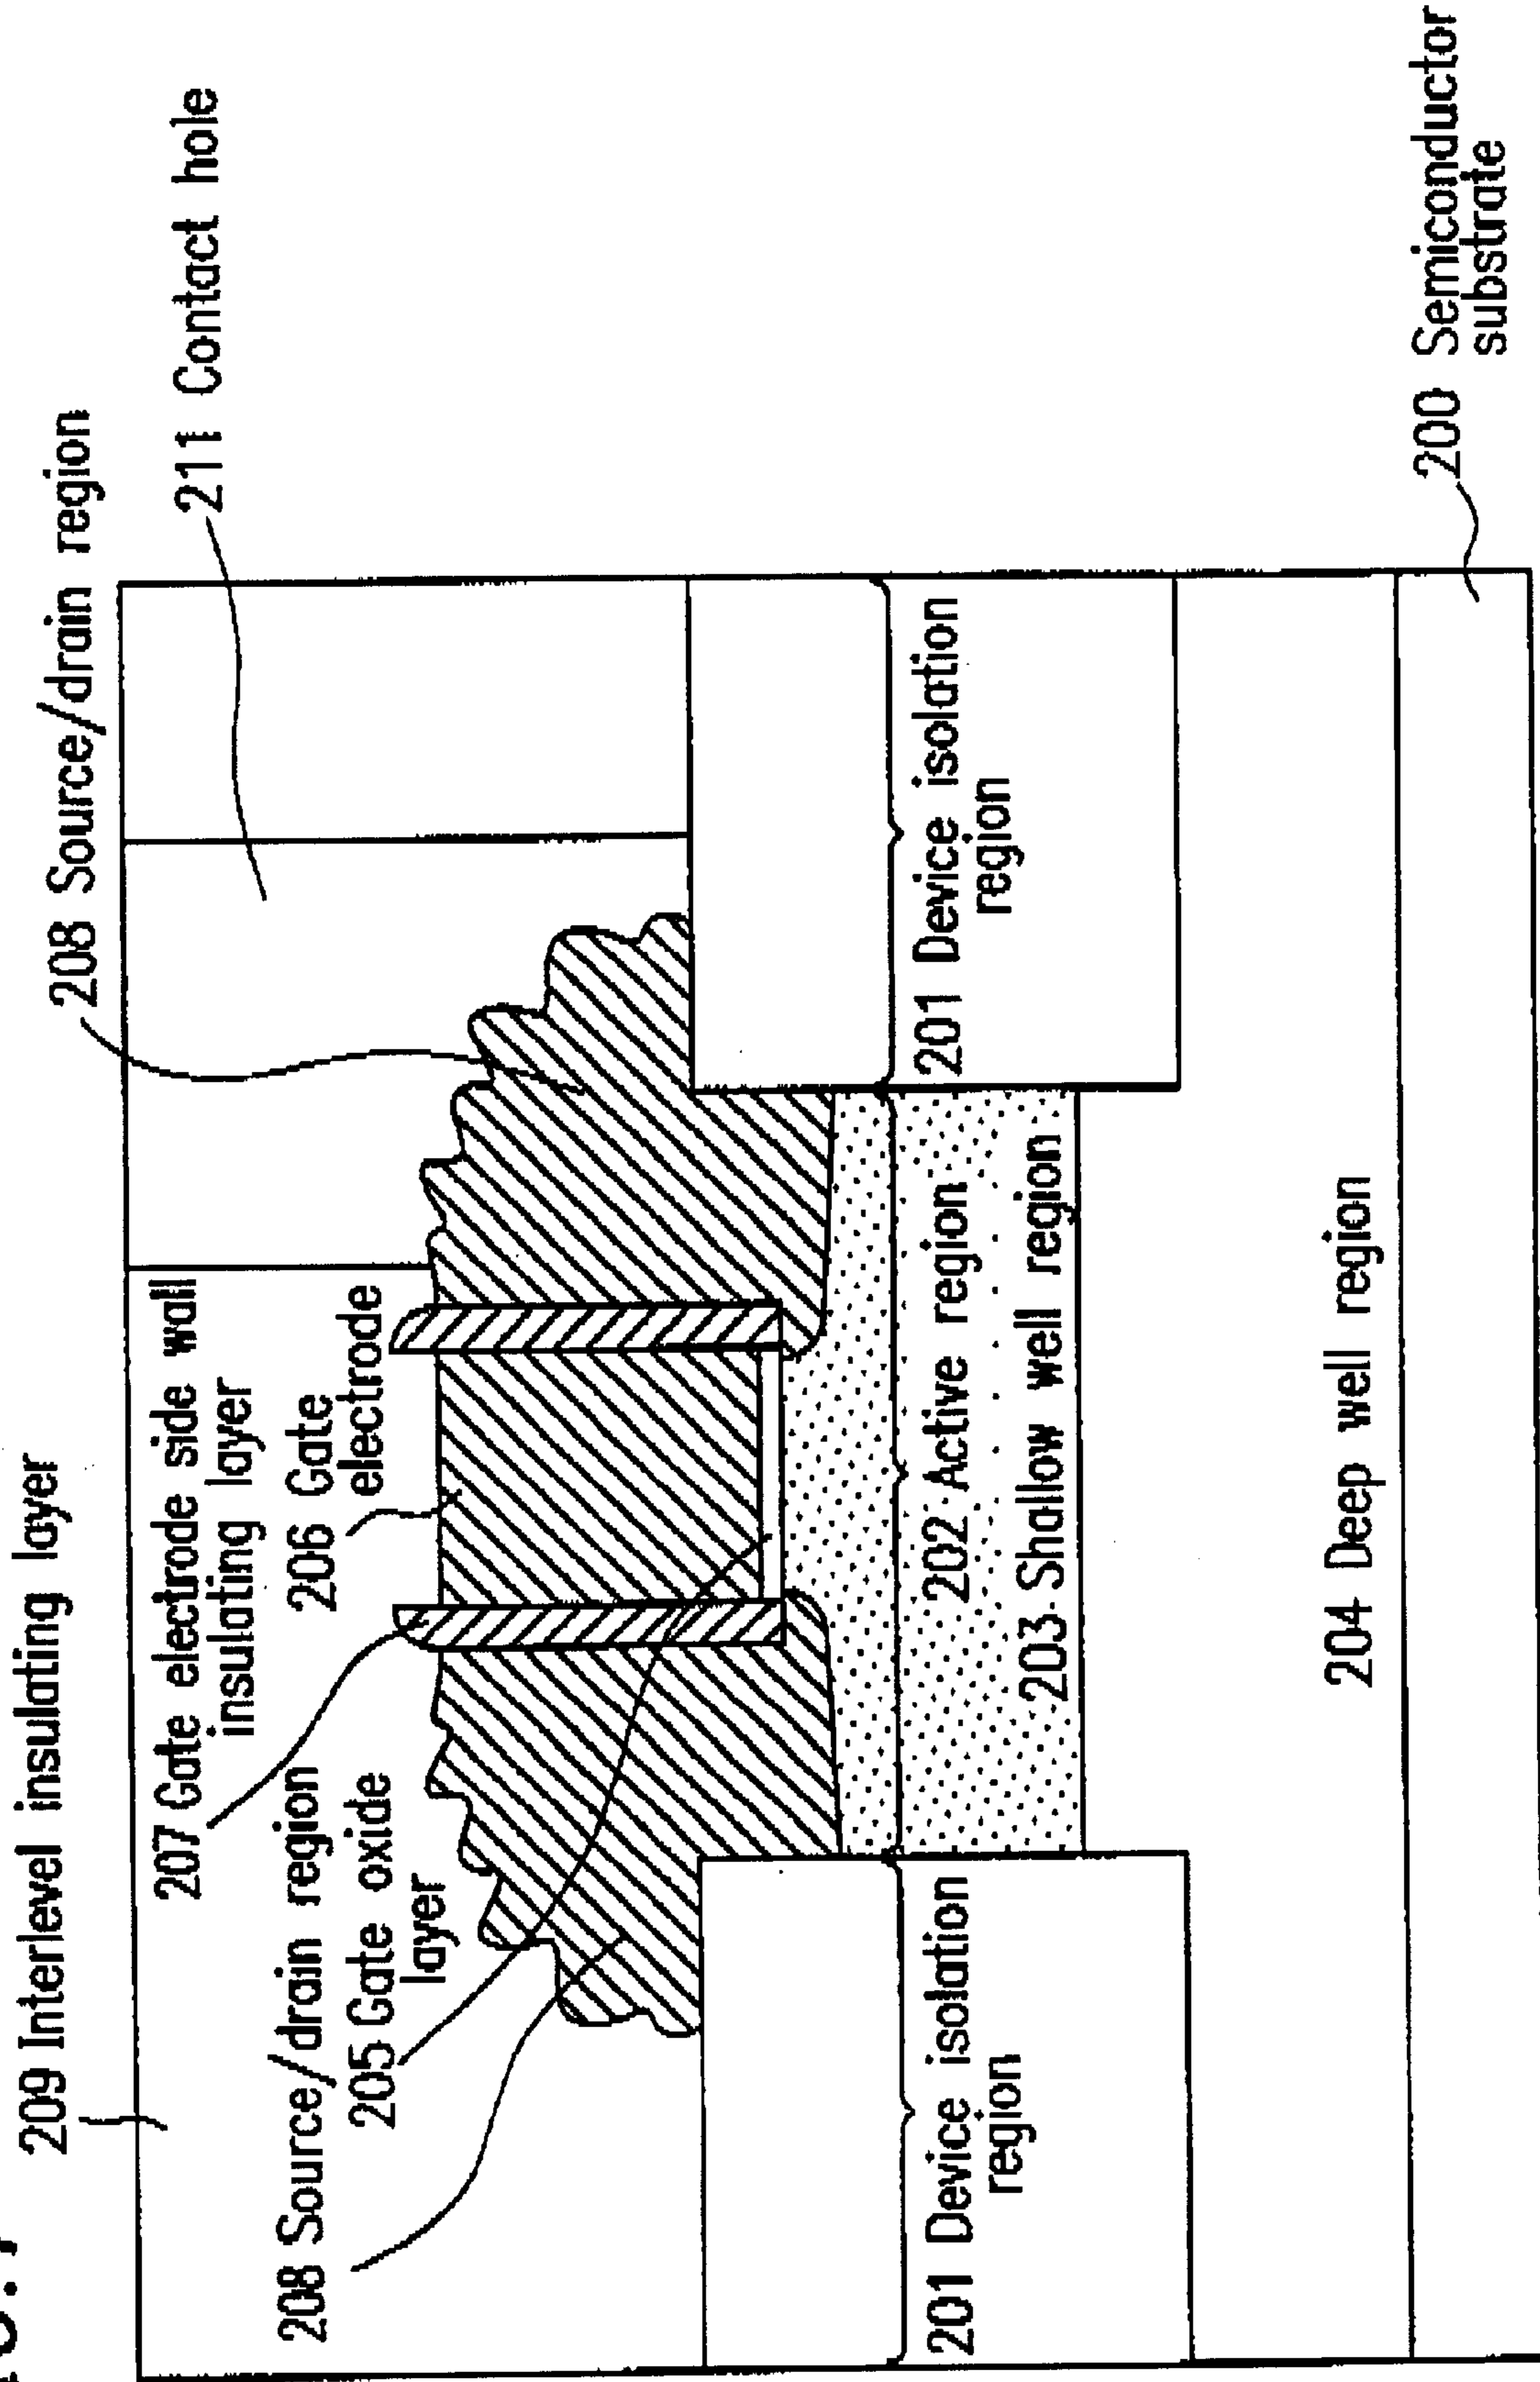 209 Interlevel insulating layer
208 Source/drain region
211 Contact hole
207 Gate electrode side wall
insulating layer
206 Gate
electrode
208 Source/drain region
205 Gate oxide
layer
201 Device isolation
region
202 Active region
201 Device isolation
region
203 Shallow well region
204 Deep well region
200 Semiconductor
substrate